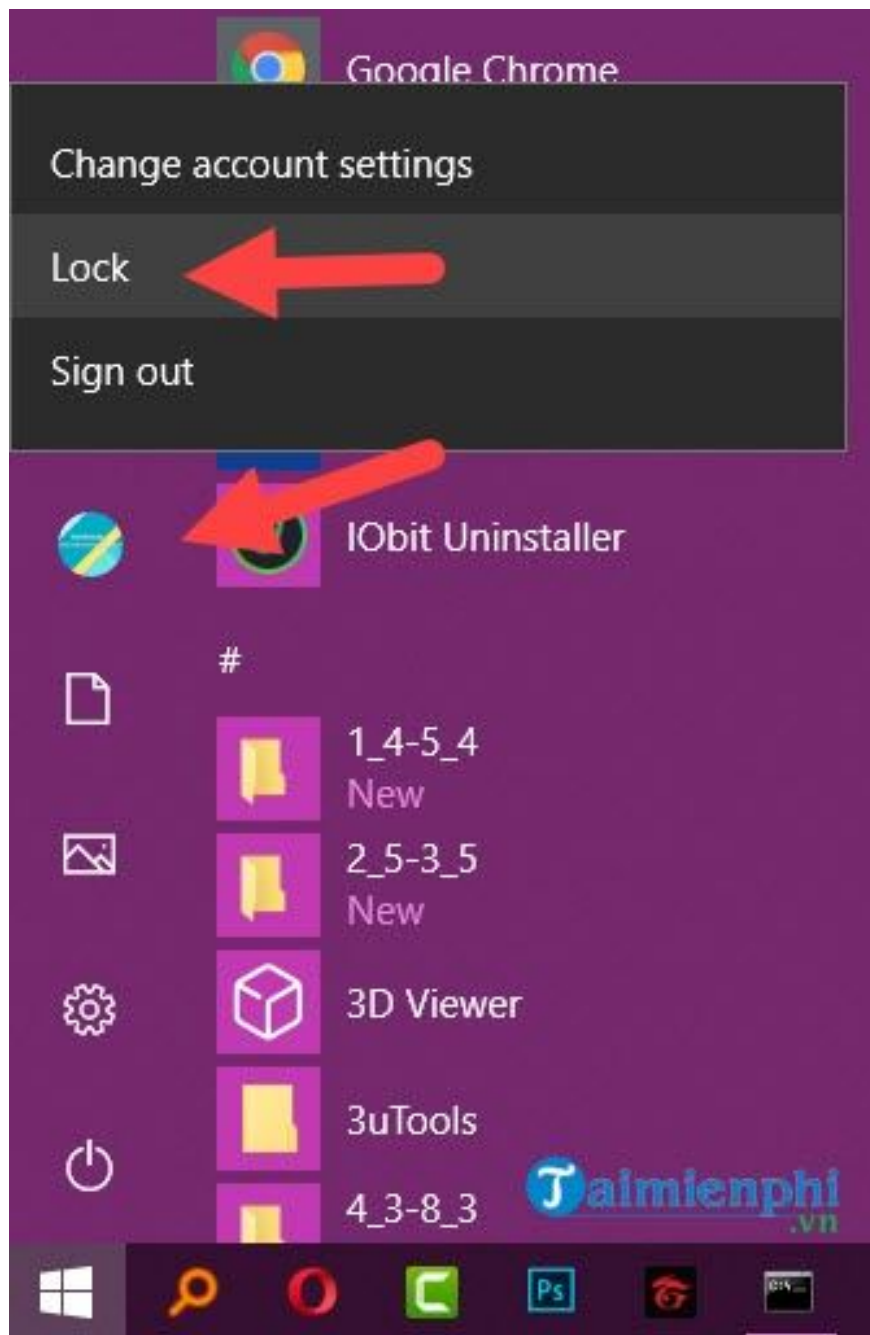 Google Chrome
Change account settings
Lock
Sign out
IObit Uninstaller
#
1_4-5_4
New
2_5-3_5
New
3D Viewer
3uTools
4_3-8_3
Taimienphi
.vn
Ps
C:\